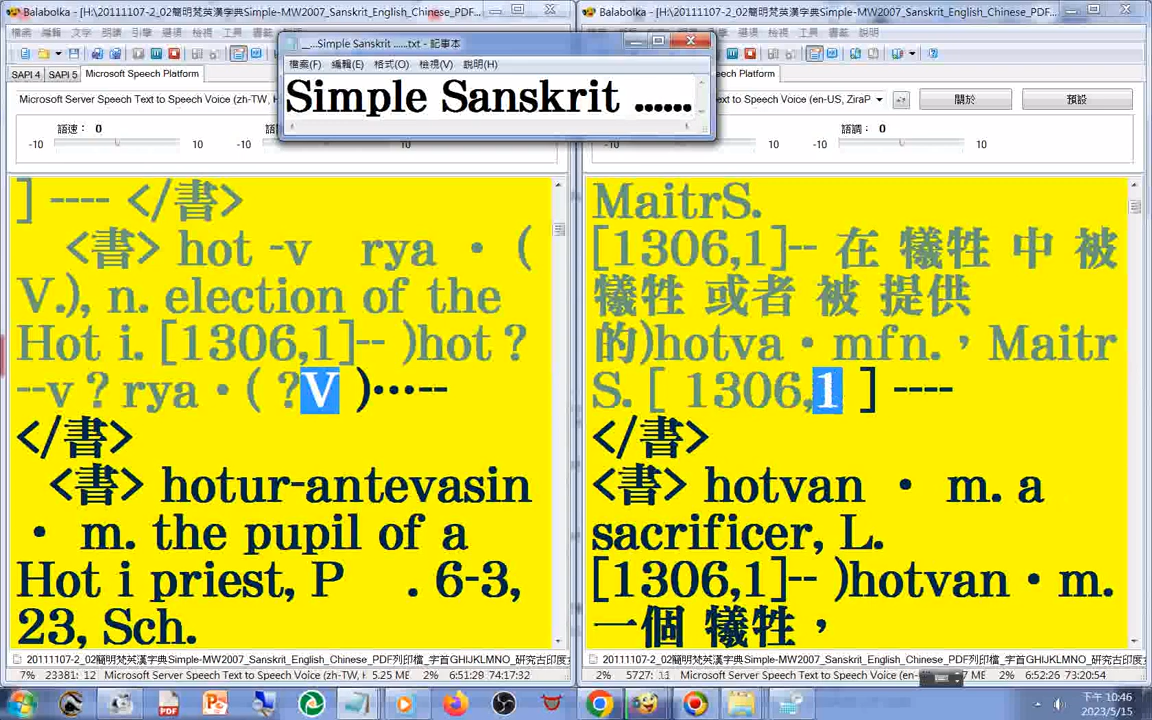 Balabolka - [H:\20111107-2_02簡明梵英漢字典Simple-MW2007_Sanskrit_English_Chinese_PDF...
Balabolka - [H:\20111107-2_02簡明梵英漢字典Simple-MW2007_Sanskrit_English_Chinese_PDF...
__...Simple Sanskrit ......txt - 記事本
檔案(F) 編輯(E) 格式(O) 檢視(V) 說明(H)
Simple Sanskrit ......
SAPI 4 SAPI 5 Microsoft Speech Platform
eech Platform
Microsoft Server Speech Text to Speech Voice (zh-TW, H
xt to Speech Voice (en-US, ZiraP
關於
預設
語速： 0
語調： 0
-10 10 -10 10
-10 10 -10 10
] ---- </書>
<書> hot -v rya • (
V.), n. election of the
Hot i. [1306,1]-- )hot ?
--v ? rya • ( ?V )…--
</書>
<書> hotur-antevasin
• m. the pupil of a
Hot i priest, P . 6-3,
23, Sch.
MaitrS.
[1306,1]-- 在 犧牲 中 被
犧牲 或者 被 提供
的)hotva • mfn.，Maitr
S. [ 1306,1 ] ----
</書>
<書> hotvan • m. a
sacrificer, L.
[1306,1]-- )hotvan • m.
一個 犧牲，
20111107-2_02簡明梵英漢字典Simple-MW2007_Sanskrit_English_Chinese_PDF列印檔_字首GHIJKLMNO_研究古印度
20111107-2_02簡明梵英漢字典Simple-MW2007_Sanskrit_English_Chinese_PDF列印檔_字首GHIJKLMNO_研究古印度
7% 23381: 12 Microsoft Server Speech Text to Speech Voice (zh-TW, 5.25 MB 2% 6:51:29 74:17:32
2% 5727: 11 Microsoft Server Speech Text to Speech Voice (en-US, 7 MB 2% 6:52:26 73:20:54
下午 10:46
2023/5/15